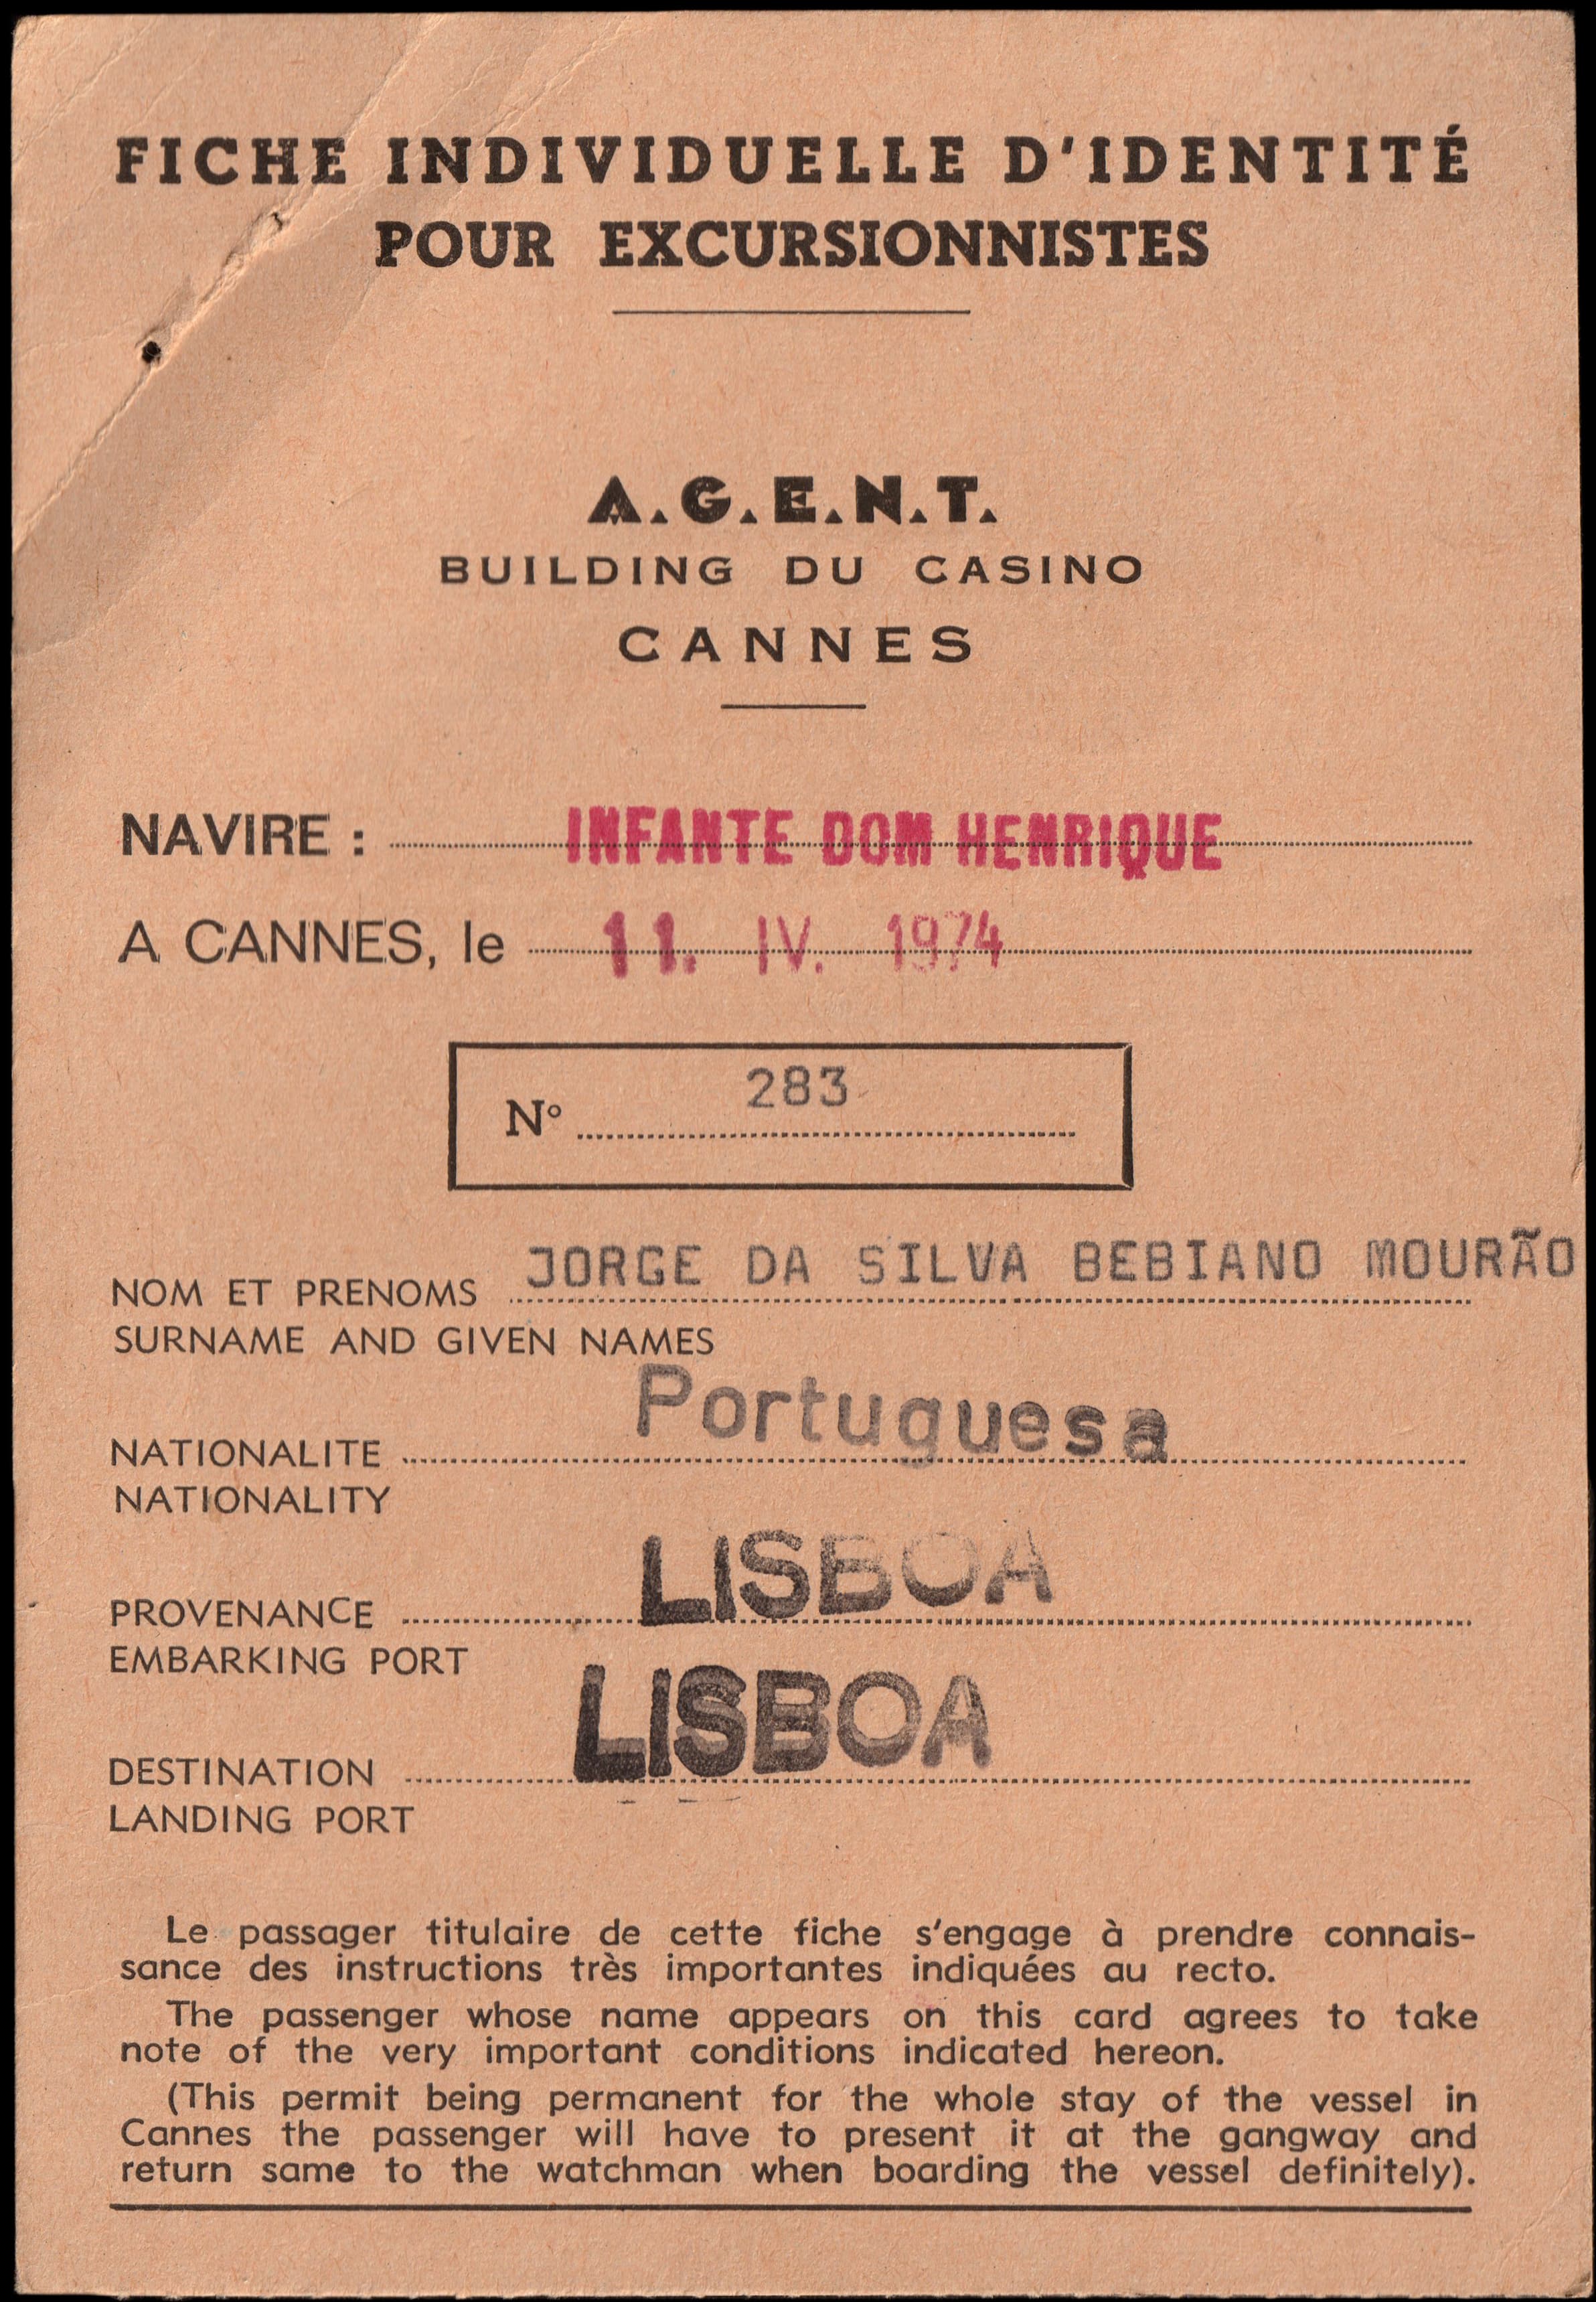 FICHE INDIVIDUELLE D'IDENTITÉ
POUR EXCURSIONNISTES
A.G.E.N.T.
BUILDING DU CASINO
CANNES
NAVIRE : INFANTE DOM HENRIQUE
A CANNES, le 11. IV. 1974
N° 283
NOM ET PRENOMS JORGE DA SILVA BEBIANO MOURÃO
SURNAME AND GIVEN NAMES
NATIONALITE Portuguesa
NATIONALITY
PROVENANCE LISBOA
EMBARKING PORT
DESTINATION LISBOA
LANDING PORT
Le passager titulaire de cette fiche s'engage à prendre connais-
sance des instructions très importantes indiquées au recto.
The passenger whose name appears on this card agrees to take
note of the very important conditions indicated hereon.
(This permit being permanent for the whole stay of the vessel in
Cannes the passenger will have to present it at the gangway and
return same to the watchman when boarding the vessel definitely).